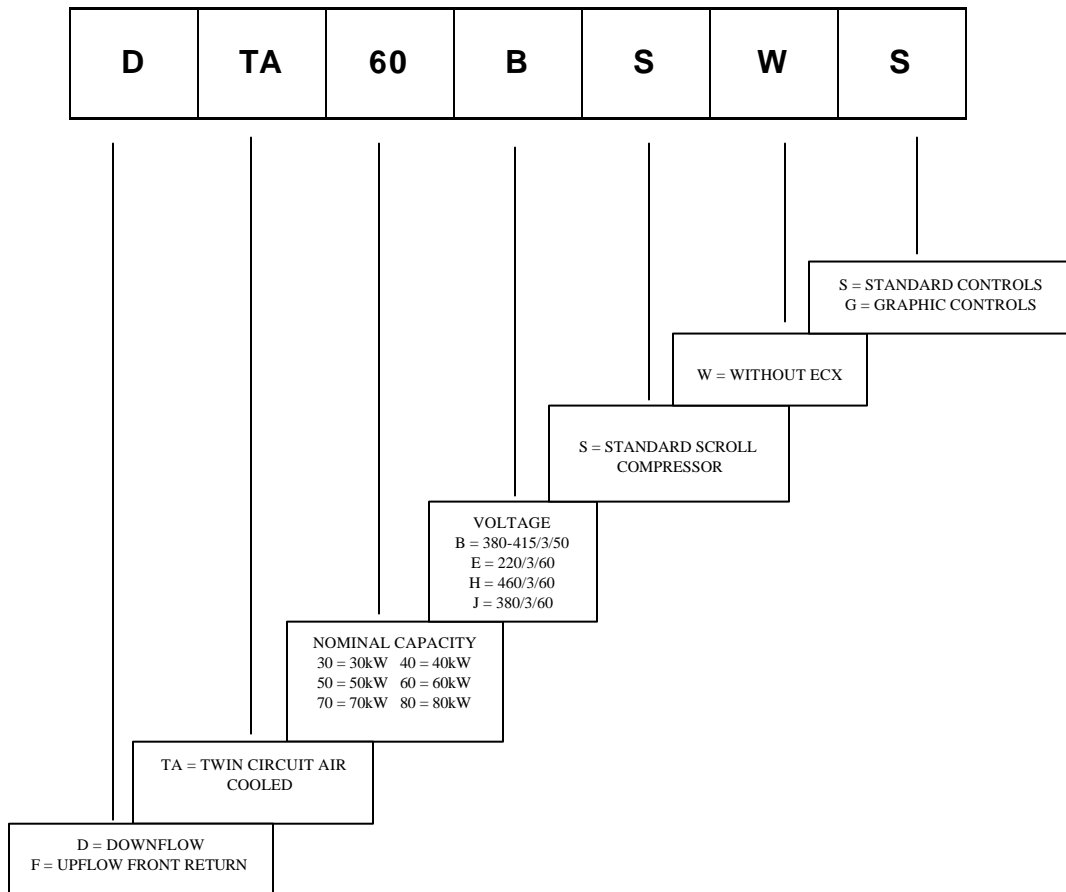 D TA 60 B S W S
S = STANDARD CONTROLS
G = GRAPHIC CONTROLS
W = WITHOUT ECX
S = STANDARD SCROLL
COMPRESSOR
VOLTAGE
B = 380-415/3/50
E = 220/3/60
H = 460/3/60
J = 380/3/60
NOMINAL CAPACITY
30 = 30kW 40 = 40kW
50 = 50kW 60 = 60kW
70 = 70kW 80 = 80kW
TA = TWIN CIRCUIT AIR
COOLED
D = DOWNFLOW
F = UPFLOW FRONT RETURN